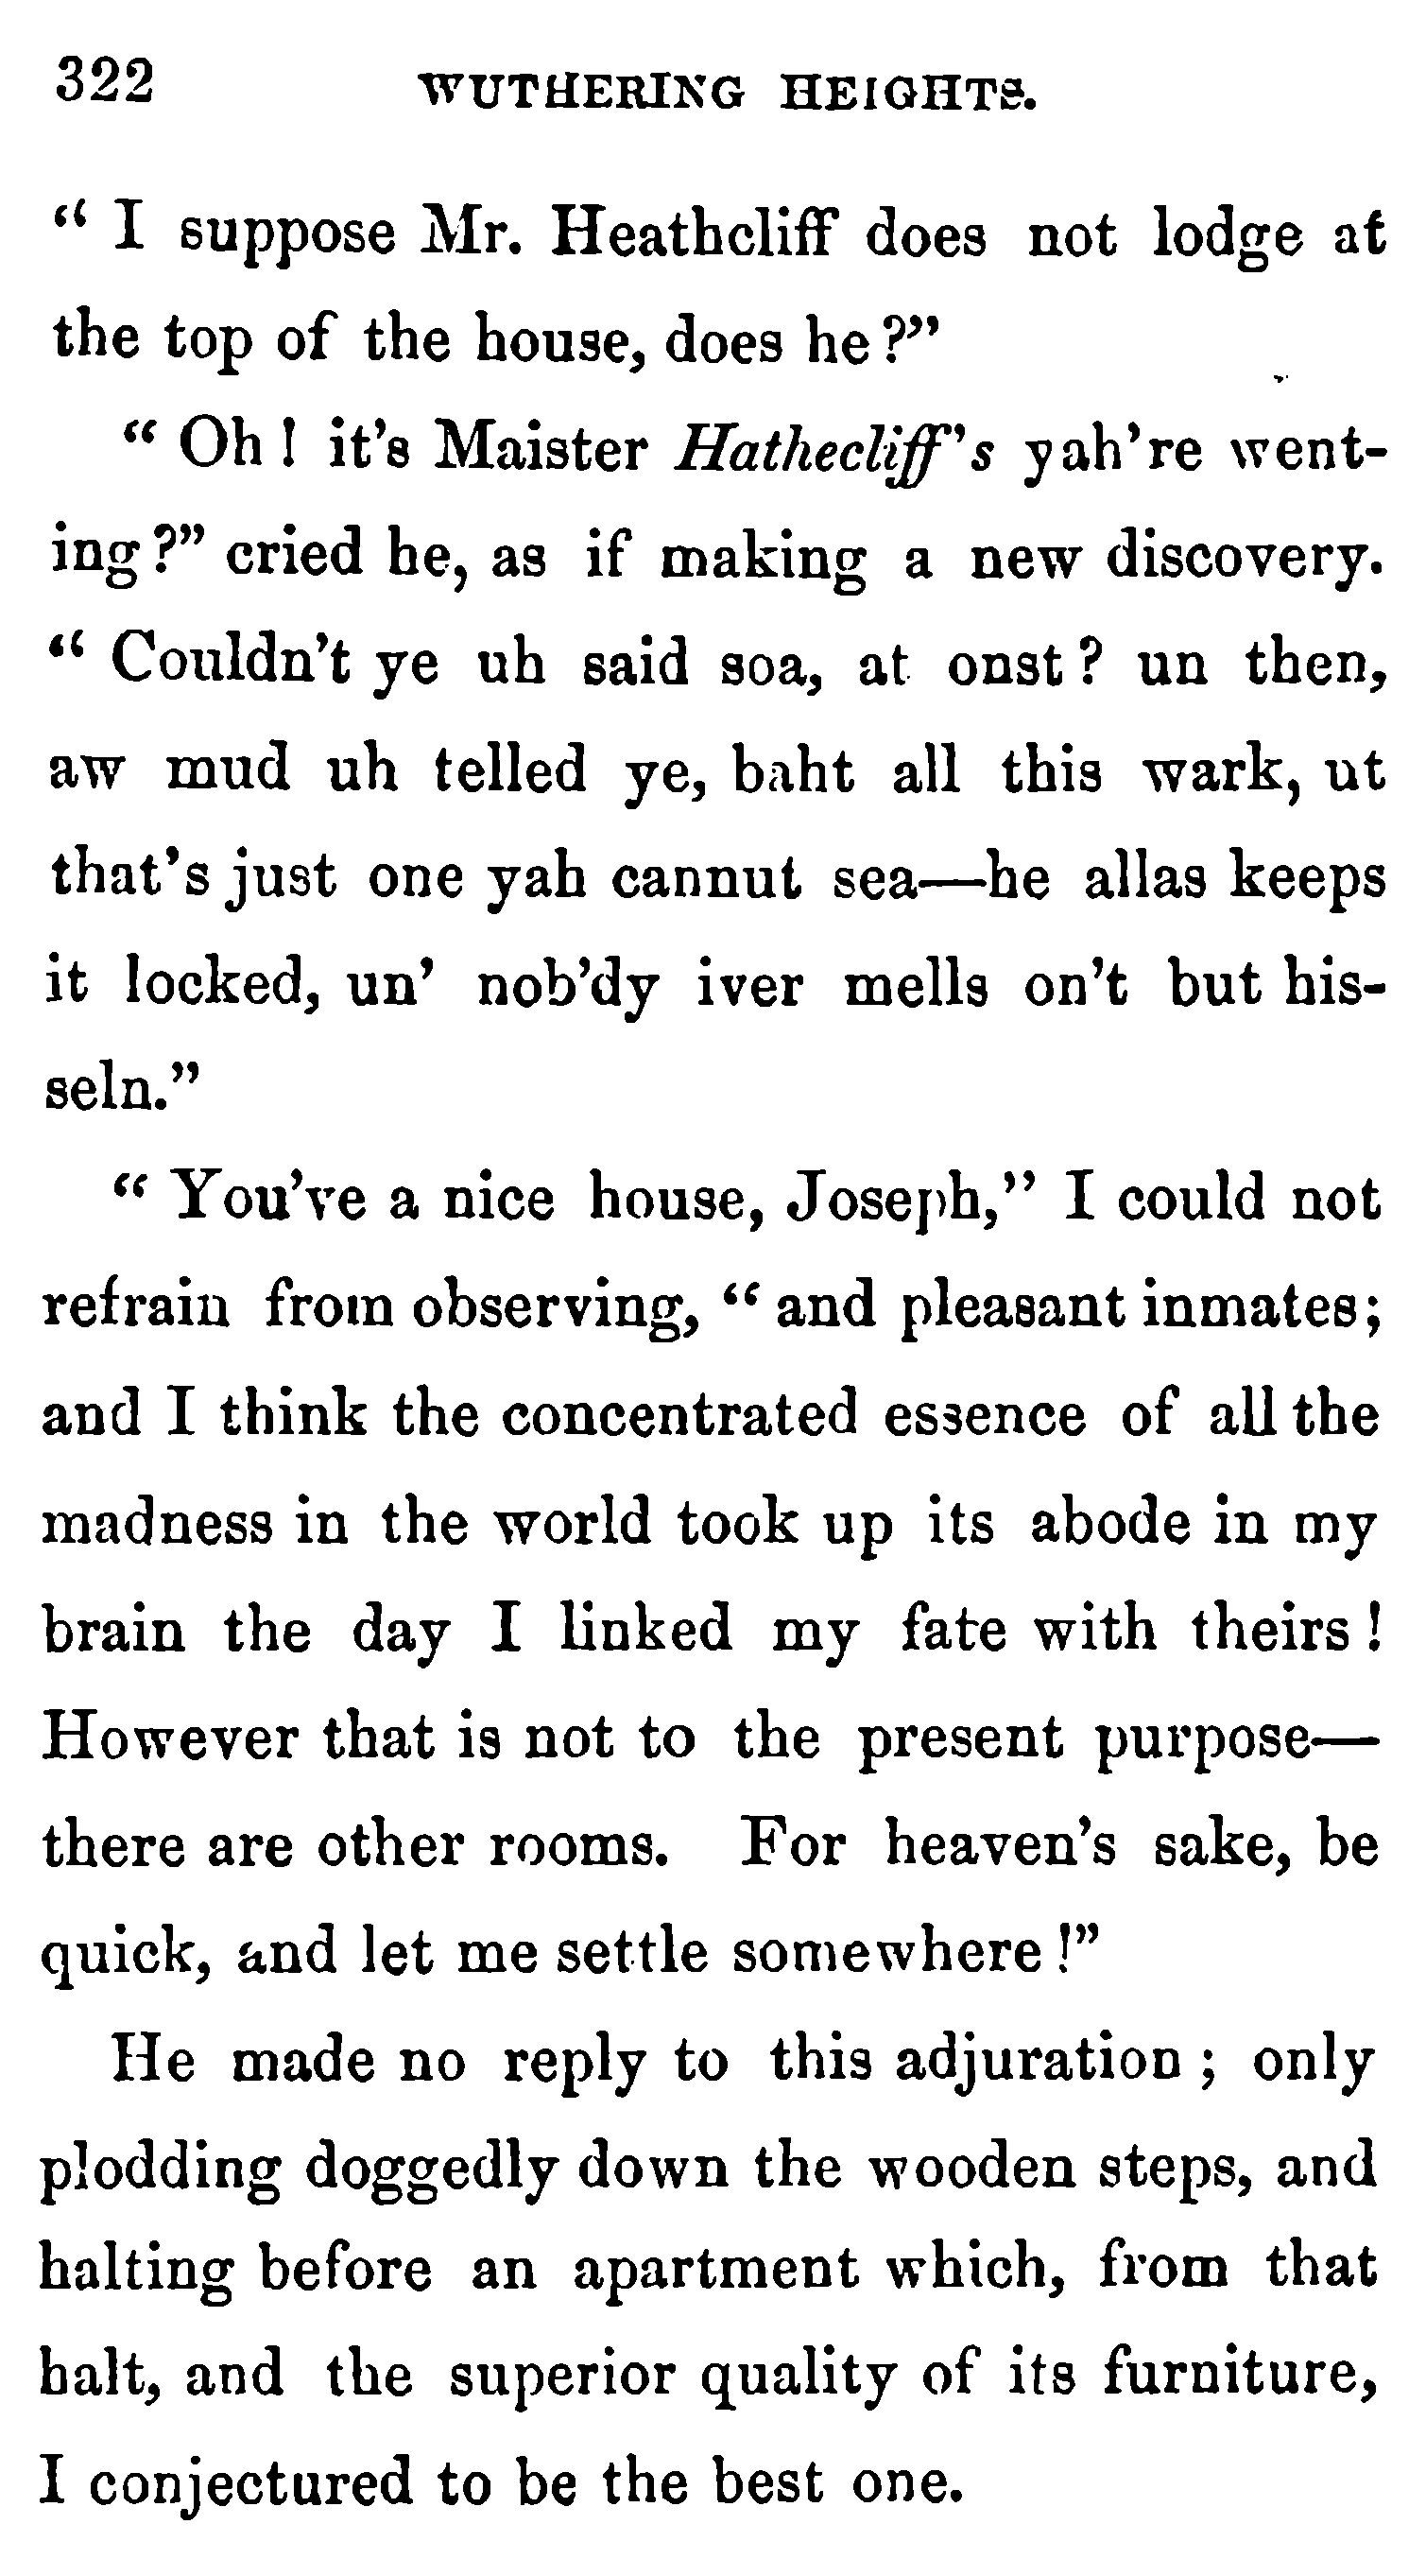 322 WUTHERING HEIGHTS.
“ I suppose Mr. Heathcliff does not lodge at
the top of the house, does he ?”
“ Oh ! it’s Maister Hathecliff’s yah’re went-
ing ?” cried he, as if making a new discovery.
“ Couldn’t ye uh said soa, at onst ? un then,
aw mud uh telled ye, baht all this wark, ut
that’s just one yah cannut sea—he allas keeps
it locked, un’ nob’dy iver mells on’t but his-
seln.”
“ You’ve a nice house, Joseph,” I could not
refrain from observing, “ and pleasant inmates;
and I think the concentrated essence of all the
madness in the world took up its abode in my
brain the day I linked my fate with theirs !
However that is not to the present purpose—
there are other rooms. For heaven’s sake, be
quick, and let me settle somewhere !”
He made no reply to this adjuration ; only
plodding doggedly down the wooden steps, and
halting before an apartment which, from that
halt, and the superior quality of its furniture,
I conjectured to be the best one.